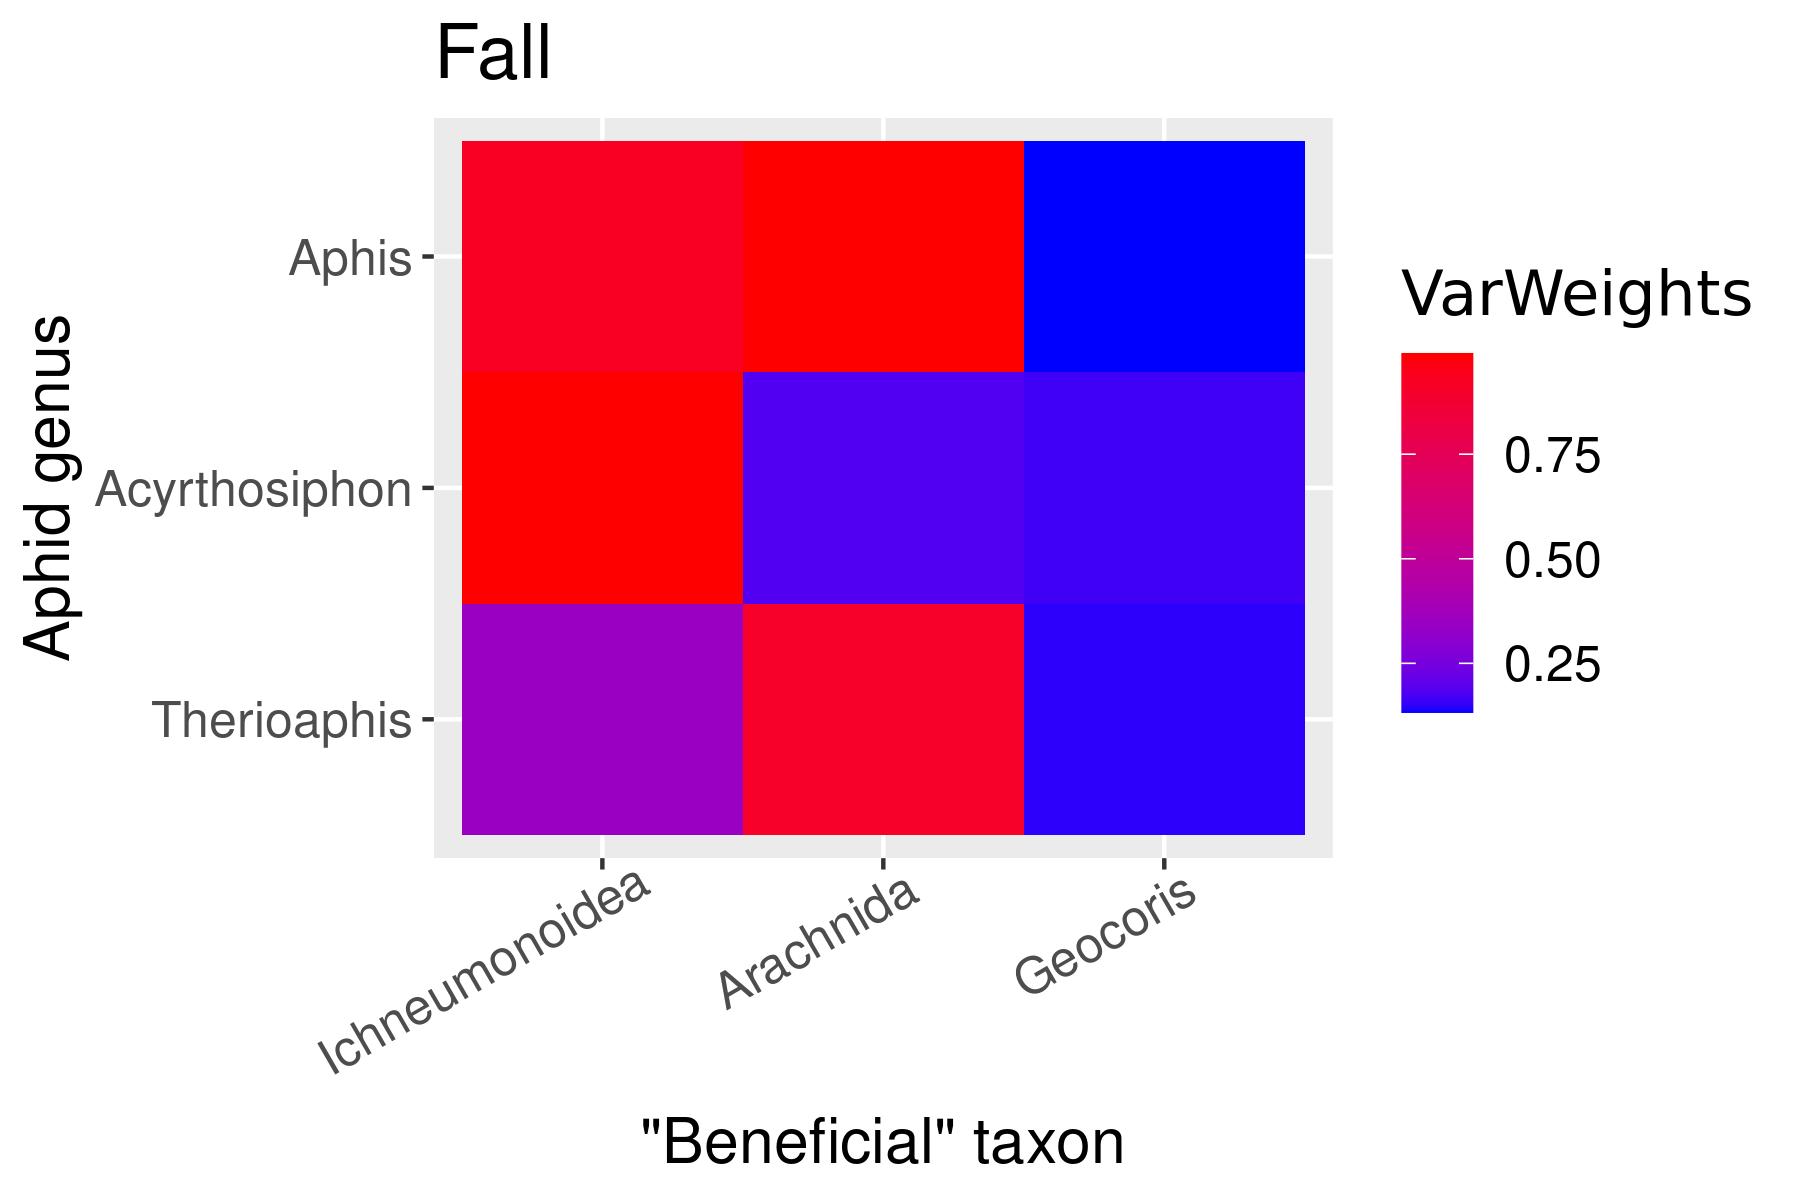 Fall
Aphid genus
Aphis
Acyrthosiphon
Therioaphis
Ichneumonoidea
Arachnida
Geocoris
"Beneficial" taxon
VarWeights
0.75
0.50
0.25